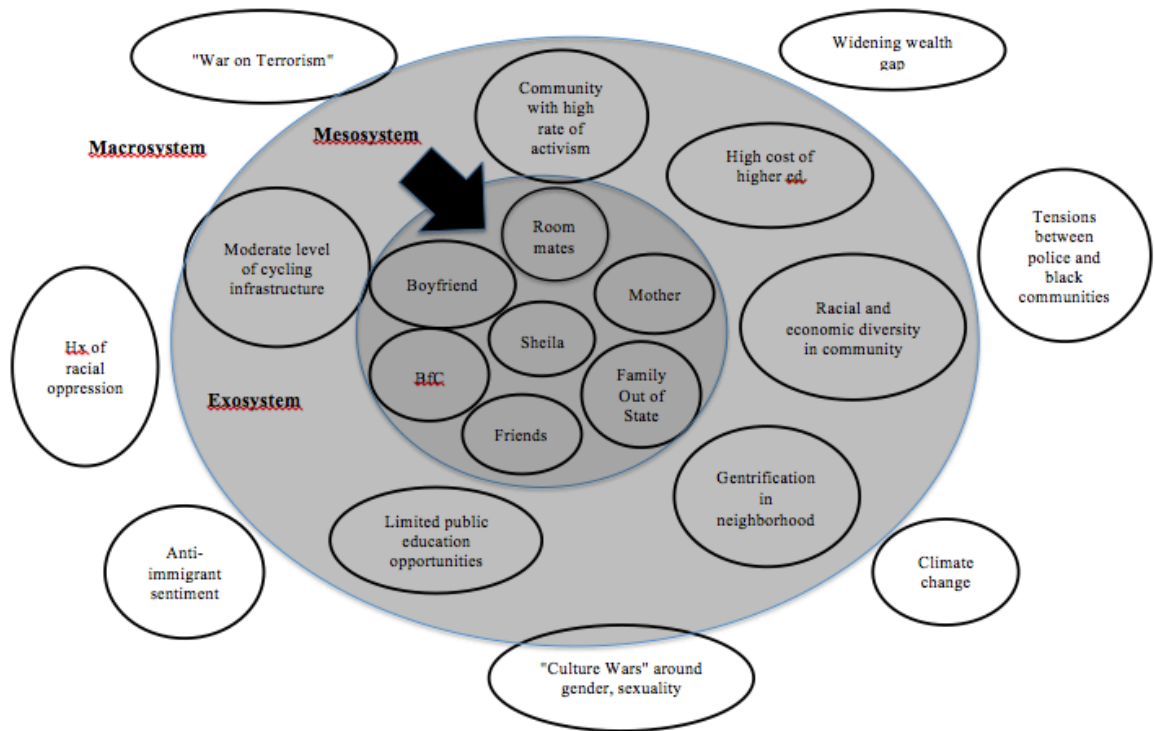 "War on Terrorism"
Widening wealth
gap
Community
with high
rate of
activism
Mesosystem
Macrosystem
High cost of
higher ed.
Room
mates
Tensions
between
police and
black
communities
Moderate level
of cycling
infrastructure
Boyfriend
Mother
Racial and
economic diversity
in community
Sheila
Hx of
racial
oppression
BfC
Family
Out of
State
Exosystem
Friends
Gentrification
in
neighborhood
Limited public
education
opportunities
Anti-
immigrant
sentiment
Climate
change
"Culture Wars" around
gender, sexuality